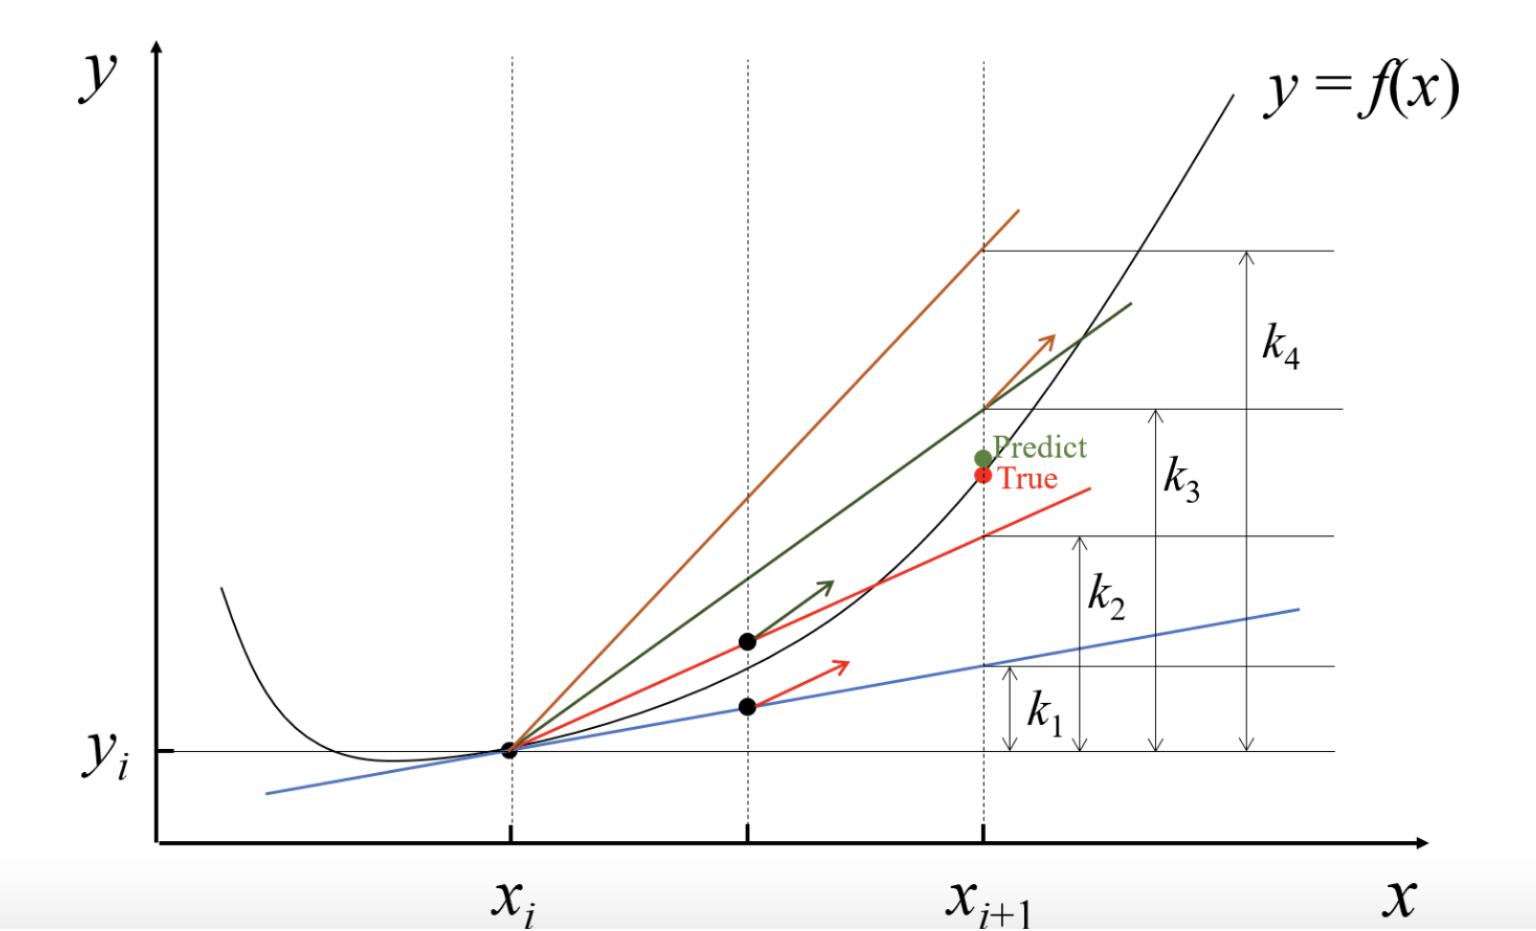 y
y = f(x)
k₄
Predict
k₃
True
k₂
k₁
yᵢ
xᵢ
xᵢ₊₁
x